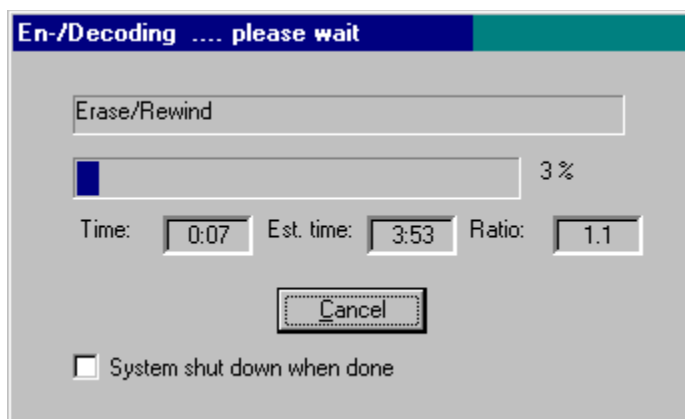 En-/Decoding .... please wait
Erase/Rewind
3 %
Time: 0:07 Est. time: 3:53 Ratio: 1.1
Cancel
System shut down when done